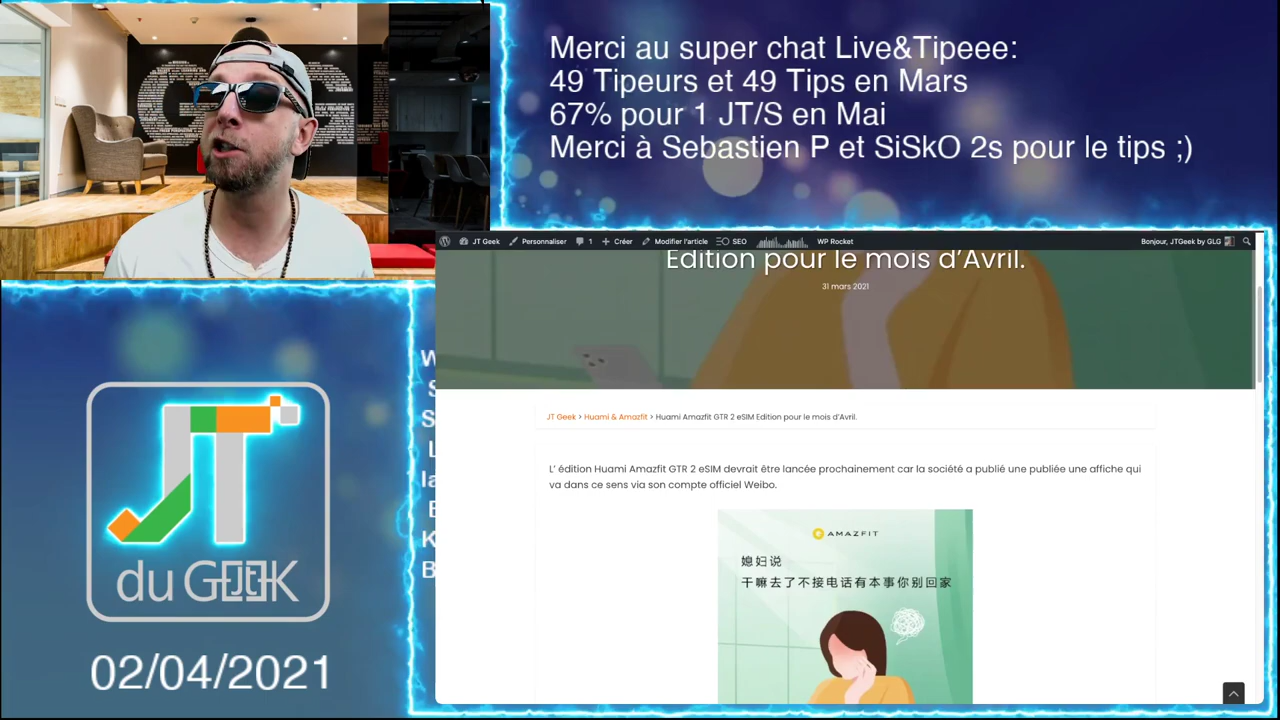 Merci au super chat Live&Tipeee:
49 Tipeurs et 49 Tips en Mars
67% pour 1 JT/S en Mai
Merci à Sebastien P et SiSkO 2s pour le tips ;)
JT Geek Personnaliser 1 Créer Modifier l'article SEO WP Rocket Bonjour, JTGeek by GLG
Edition pour le mois d’Avril.
31 mars 2021
JT Geek > Huami & Amazfit > Huami Amazfit GTR 2 eSIM Edition pour le mois d’Avril.
L’ édition Huami Amazfit GTR 2 eSIM devrait être lancée prochainement car la société a publié une publiée une affiche qui
va dans ce sens via son compte officiel Weibo.
AMAZFIT
媳妇说
干嘛去了不接电话有本事你别回家
JT
du GEEK
02/04/2021